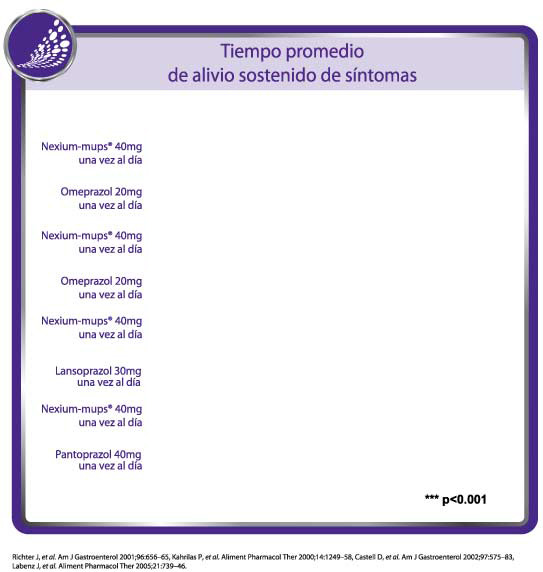 Tiempo promedio
de alivio sostenido de síntomas
Nexium-mups® 40mg
una vez al día
Omeprazol 20mg
una vez al día
Nexium-mups® 40mg
una vez al día
Omeprazol 20mg
una vez al día
Nexium-mups® 40mg
una vez al día
Lansoprazol 30mg
una vez al día
Nexium-mups® 40mg
una vez al día
Pantoprazol 40mg
una vez al día
*** p<0.001
Richter J, et al. Am J Gastroenterol 2001;96:656–65, Kahrilas P, et al. Aliment Pharmacol Ther 2000;14:1249–58, Castell D, et al. Am J Gastroenterol 2002;97:575–83,
Labenz J, et al. Aliment Pharmacol Ther 2005;21:739–46.